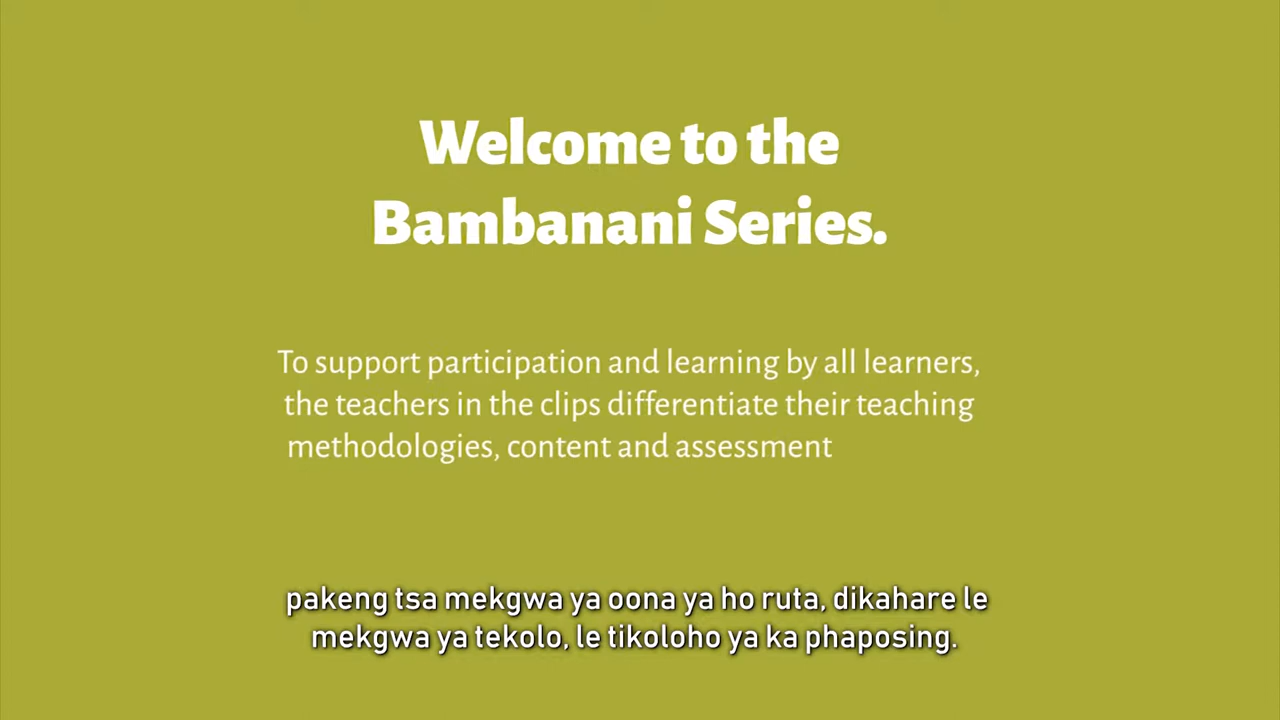 Welcome to the
Bambanani Series.
To support participation and learning by all learners,
the teachers in the clips differentiate their teaching
methodologies, content and assessment
pakeng tsa mekgwa ya oona ya ho ruta, dikahare le
mekgwa ya tekolo, le tikoloho ya ka phaposing.